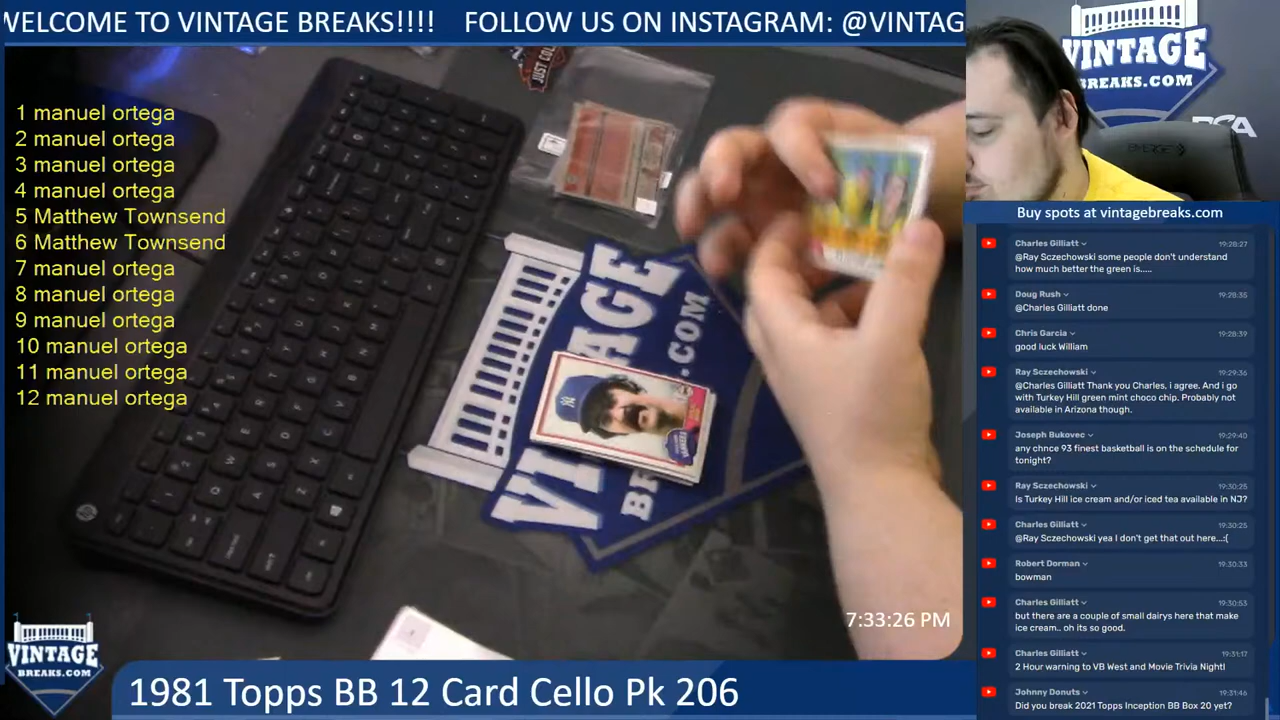 WELCOME TO VINTAGE BREAKS!!!! FOLLOW US ON INSTAGRAM: @VINTAG
1 manuel ortega
2 manuel ortega
3 manuel ortega
4 manuel ortega
5 Matthew Townsend
6 Matthew Townsend
7 manuel ortega
8 manuel ortega
9 manuel ortega
10 manuel ortega
11 manuel ortega
12 manuel ortega
JUST COL
VINTAGE
BREAKS.COM
Buy spots at vintagebreaks.com
Charles Gilliatt 19:28:27
@Ray Sczechowski some people don't understand
how much better the green is.....
Doug Rush 19:28:35
@Charles Gilliatt done
Chris Garcia 19:28:39
good luck William
Ray Sczechowski 19:29:36
@Charles Gilliatt Thank you Charles, i agree. And i go
with Turkey Hill green mint choco chip. Probably not
available in Arizona though.
Joseph Bukovec 19:29:40
any chnce 93 finest basketball is on the schedule for
tonight?
Ray Sczechowski 19:30:25
Is Turkey Hill ice cream and/or iced tea available in NJ?
Charles Gilliatt 19:30:25
@Ray Sczechowski yea I don't get that out here...:(
Robert Dorman 19:30:33
bowman
Charles Gilliatt 19:30:53
but there are a couple of small dairys here that make
ice cream.. oh its so good.
Charles Gilliatt 19:31:17
2 Hour warning to VB West and Movie Trivia Night!
Johnny Donuts 19:31:46
Did you break 2021 Topps Inception BB Box 20 yet?
7:33:26 PM
VINTAGE
BREAKS.COM
1981 Topps BB 12 Card Cello Pk 206